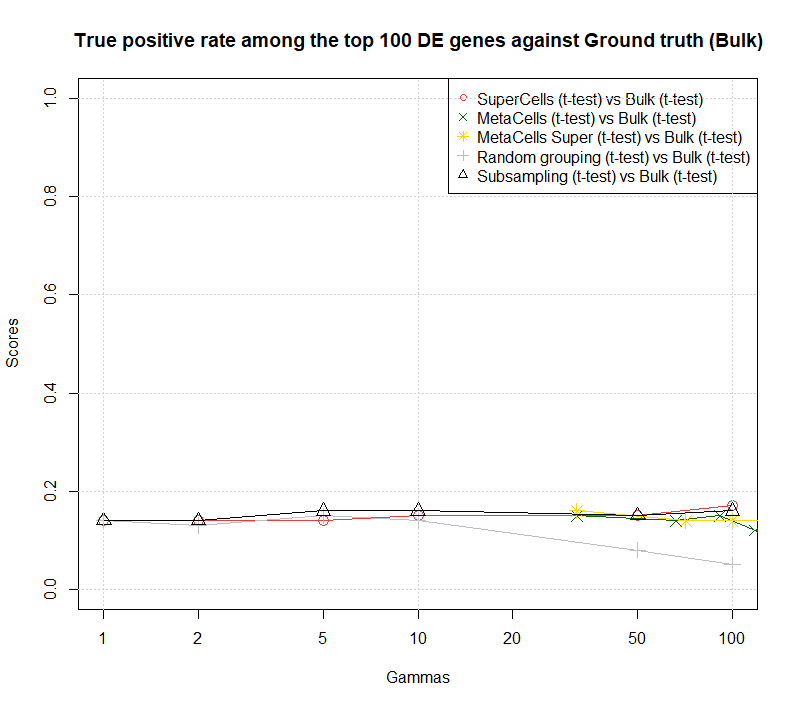 True positive rate among the top 100 DE genes against Ground truth (Bulk)
SuperCells (t-test) vs Bulk (t-test)
MetaCells (t-test) vs Bulk (t-test)
MetaCells Super (t-test) vs Bulk (t-test)
Random grouping (t-test) vs Bulk (t-test)
Subsampling (t-test) vs Bulk (t-test)
Scores
1.0
0.8
0.6
0.4
0.2
0.0
1 2 5 10 20 50 100
Gammas